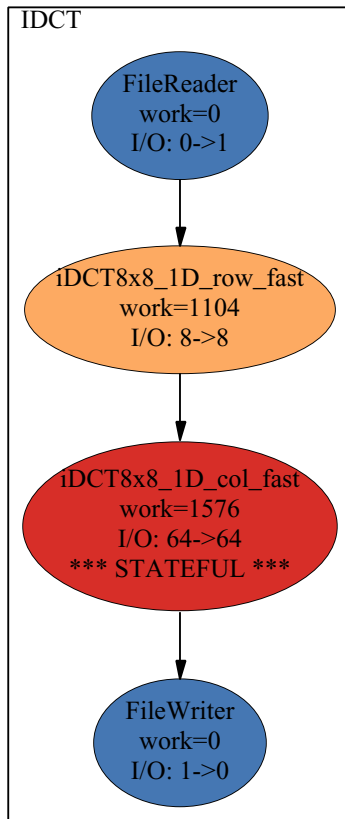 IDCT
FileReader
work=0
I/O: 0->1
iDCT8x8_1D_row_fast
work=1104
I/O: 8->8
iDCT8x8_1D_col_fast
work=1576
I/O: 64->64
*** STATEFUL ***
FileWriter
work=0
I/O: 1->0